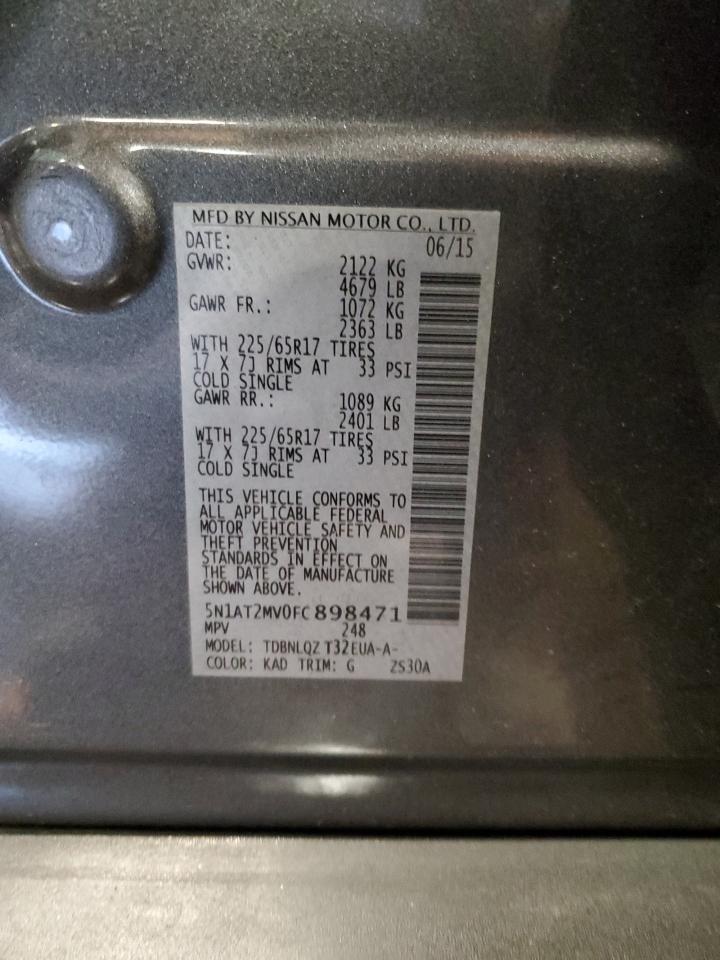 MFD BY NISSAN MOTOR CO., LTD.
DATE: 06/15
GVWR: 2122 KG
4679 LB
GAWR FR.: 1072 KG
2363 LB
WITH 225/65R17 TIRES
17 X 7J RIMS AT 33 PSI
COLD SINGLE
GAWR RR.: 1089 KG
2401 LB
WITH 225/65R17 TIRES
17 X 7J RIMS AT 33 PSI
COLD SINGLE
THIS VEHICLE CONFORMS TO
ALL APPLICABLE FEDERAL
MOTOR VEHICLE SAFETY AND
THEFT PREVENTION
STANDARDS IN EFFECT ON
THE DATE OF MANUFACTURE
SHOWN ABOVE.
5N1AT2MV0FC898471
MPV 248
MODEL: TDBNLQZ T32EUA-A-
COLOR: KAD TRIM: G ZS30A